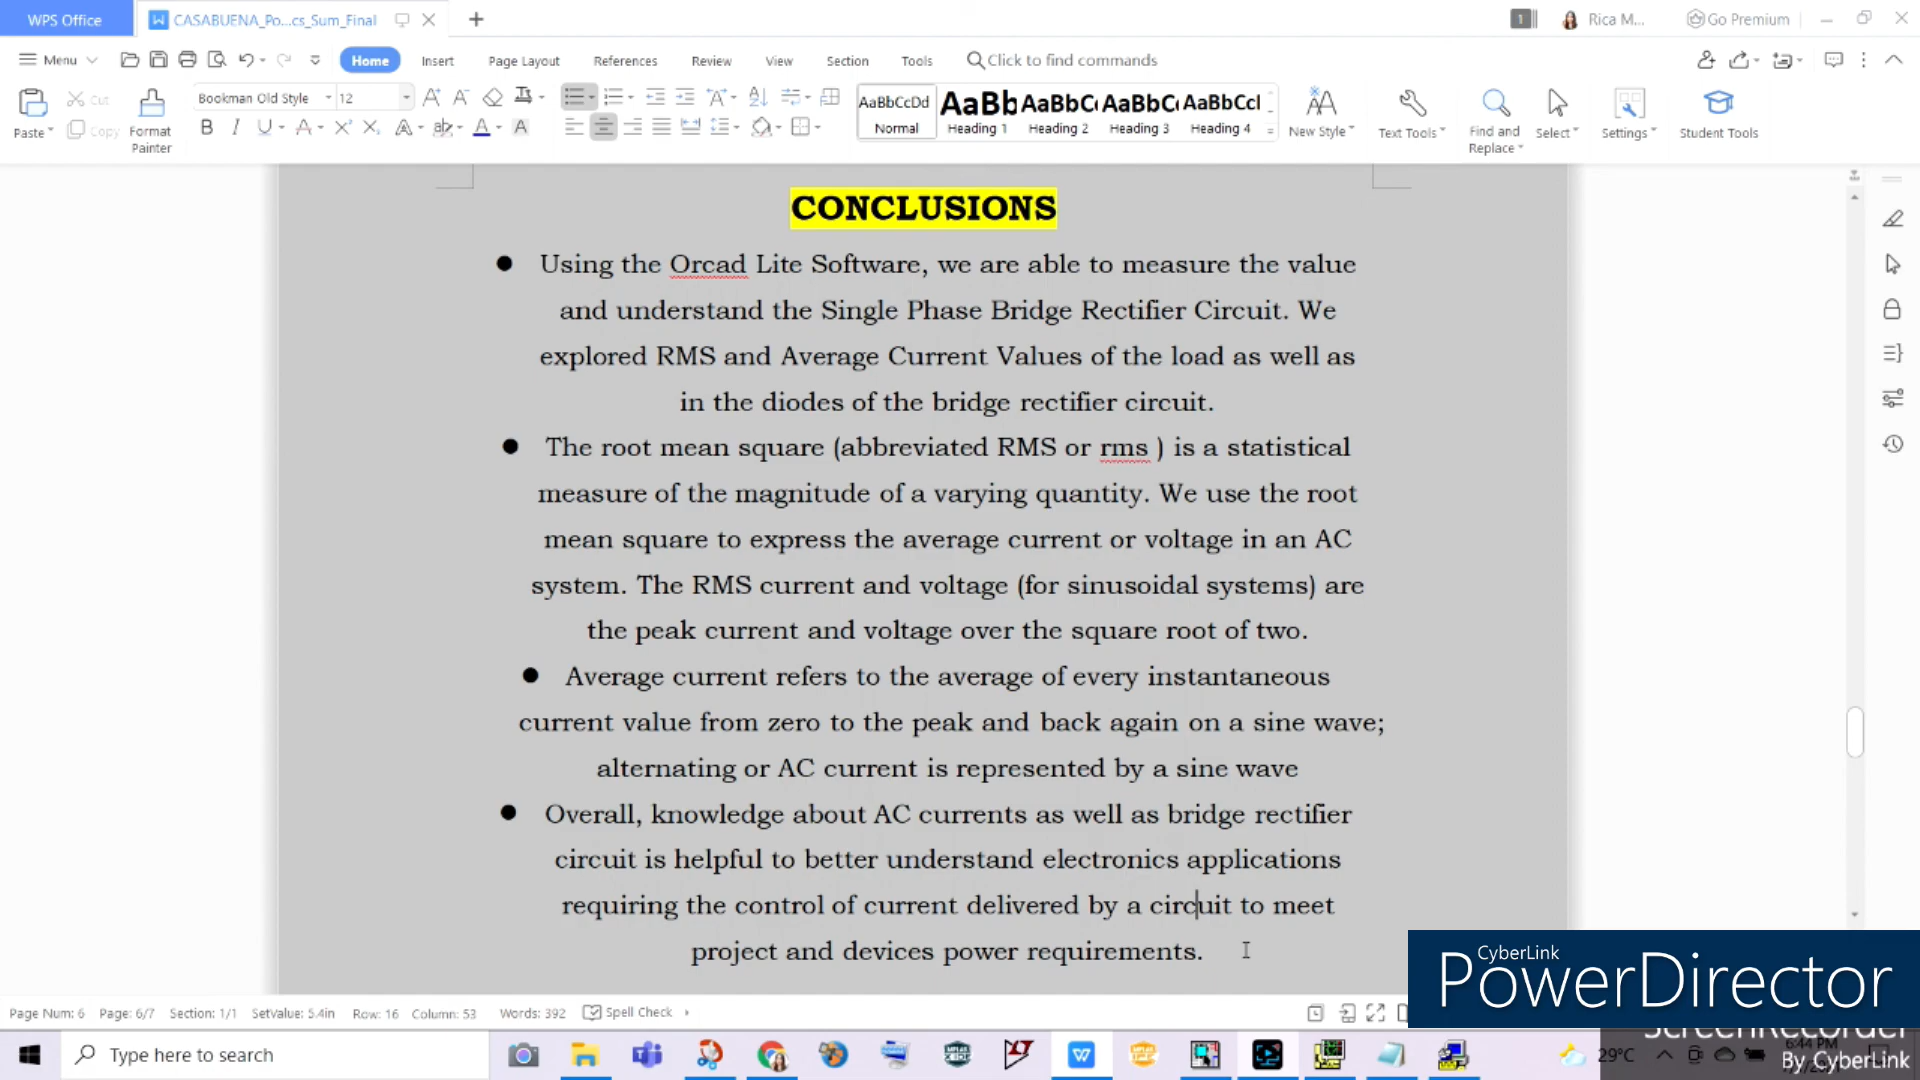 WPS Office
CASABUENA_Po...cs_Sum_Final
1
Rica M...
Go Premium
Menu
Home
Insert
Page Layout
References
Review
View
Section
Tools
Click to find commands
Paste
Cut
Copy
Format Painter
Bookman Old Style
12
AaBbCcDd
Normal
AaBb
Heading 1
AaBbC
Heading 2
AaBbC
Heading 3
AaBbCcl
Heading 4
New Style
Text Tools
Find and Replace
Select
Settings
Student Tools
CONCLUSIONS
● Using the Orcad Lite Software, we are able to measure the value
and understand the Single Phase Bridge Rectifier Circuit. We
explored RMS and Average Current Values of the load as well as
in the diodes of the bridge rectifier circuit.
● The root mean square (abbreviated RMS or rms ) is a statistical
measure of the magnitude of a varying quantity. We use the root
mean square to express the average current or voltage in an AC
system. The RMS current and voltage (for sinusoidal systems) are
the peak current and voltage over the square root of two.
● Average current refers to the average of every instantaneous
current value from zero to the peak and back again on a sine wave;
alternating or AC current is represented by a sine wave
● Overall, knowledge about AC currents as well as bridge rectifier
circuit is helpful to better understand electronics applications
requiring the control of current delivered by a circuit to meet
project and devices power requirements.
CyberLink
PowerDirector
Page Num: 6
Page: 6/7
Section: 1/1
SetValue: 5.4in
Row: 16
Column: 53
Words: 392
Spell Check
ScreenRecorder
Type here to search
29°C
6:44 PM
By CyberLink